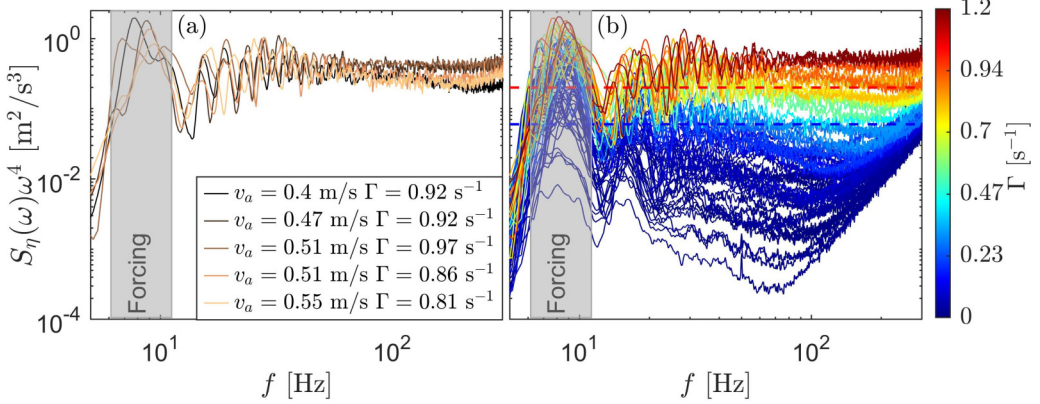 (a)
(b)
S_η(ω)ω⁴ [m²/s³]
10⁰
10⁻²
10⁻⁴
Forcing
v_a = 0.4 m/s Γ = 0.92 s⁻¹
v_a = 0.47 m/s Γ = 0.92 s⁻¹
v_a = 0.51 m/s Γ = 0.97 s⁻¹
v_a = 0.51 m/s Γ = 0.86 s⁻¹
v_a = 0.55 m/s Γ = 0.81 s⁻¹
10¹
10²
f [Hz]
Forcing
10¹
10²
f [Hz]
1.2
0.94
0.7
0.47
0.23
0
Γ [s⁻¹]